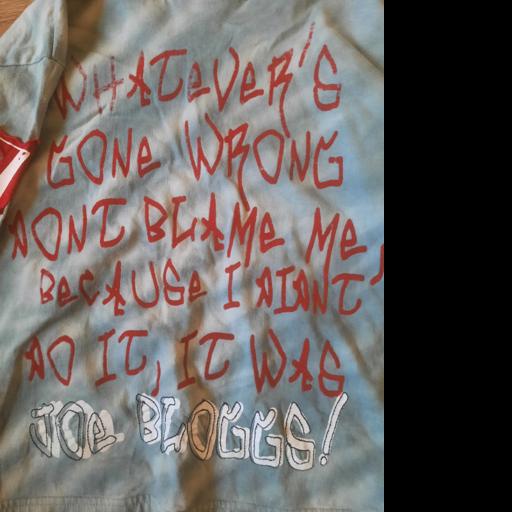 WHATeVeR'S
GONe WRONG
DONT BLAMe Me,
BeCAUSe I DIDNT
DO IT, IT WAS
JOe BLOGGS!